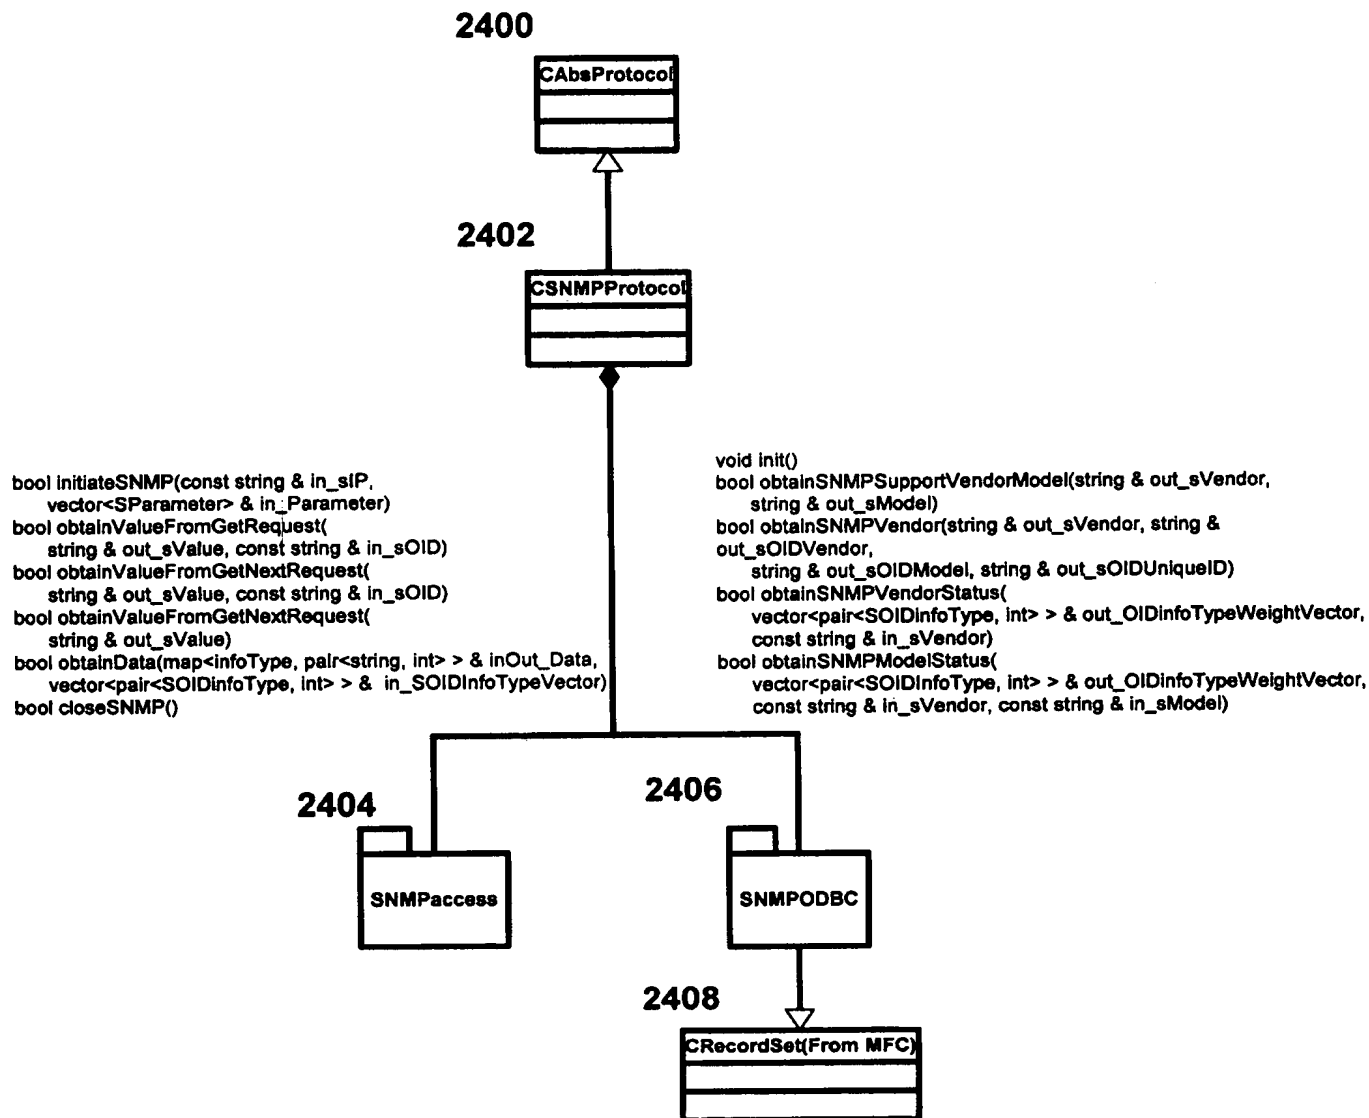 2400
CAbsProtocol
2402
CSNMPProtocol
bool initiateSNMP(const string & in_sIP,
vector<SParameter> & in_Parameter)
bool obtainValueFromGetRequest(
string & out_sValue, const string & in_sOID)
bool obtainValueFromGetNextRequest(
string & out_sValue, const string & in_sOID)
bool obtainValueFromGetNextRequest(
string & out_sValue)
bool obtainData(map<infoType, pair<string, int> > & inOut_Data,
vector<pair<SOIDinfoType, int> > & in_SOIDInfoTypeVector)
bool closeSNMP()
void init()
bool obtainSNMPSupportVendorModel(string & out_sVendor,
string & out_sModel)
bool obtainSNMPVendor(string & out_sVendor, string &
out_sOIDVendor,
string & out_sOIDModel, string & out_sOIDUniqueID)
bool obtainSNMPVendorStatus(
vector<pair<SOIDinfoType, int> > & out_OIDinfoTypeWeightVector,
const string & in_sVendor)
bool obtainSNMPModelStatus(
vector<pair<SOIDinfoType, int> > & out_OIDinfoTypeWeightVector,
const string & in_sVendor, const string & in_sModel)
2404
SNMPaccess
2406
SNMPODBC
2408
CRecordSet(From MFC)